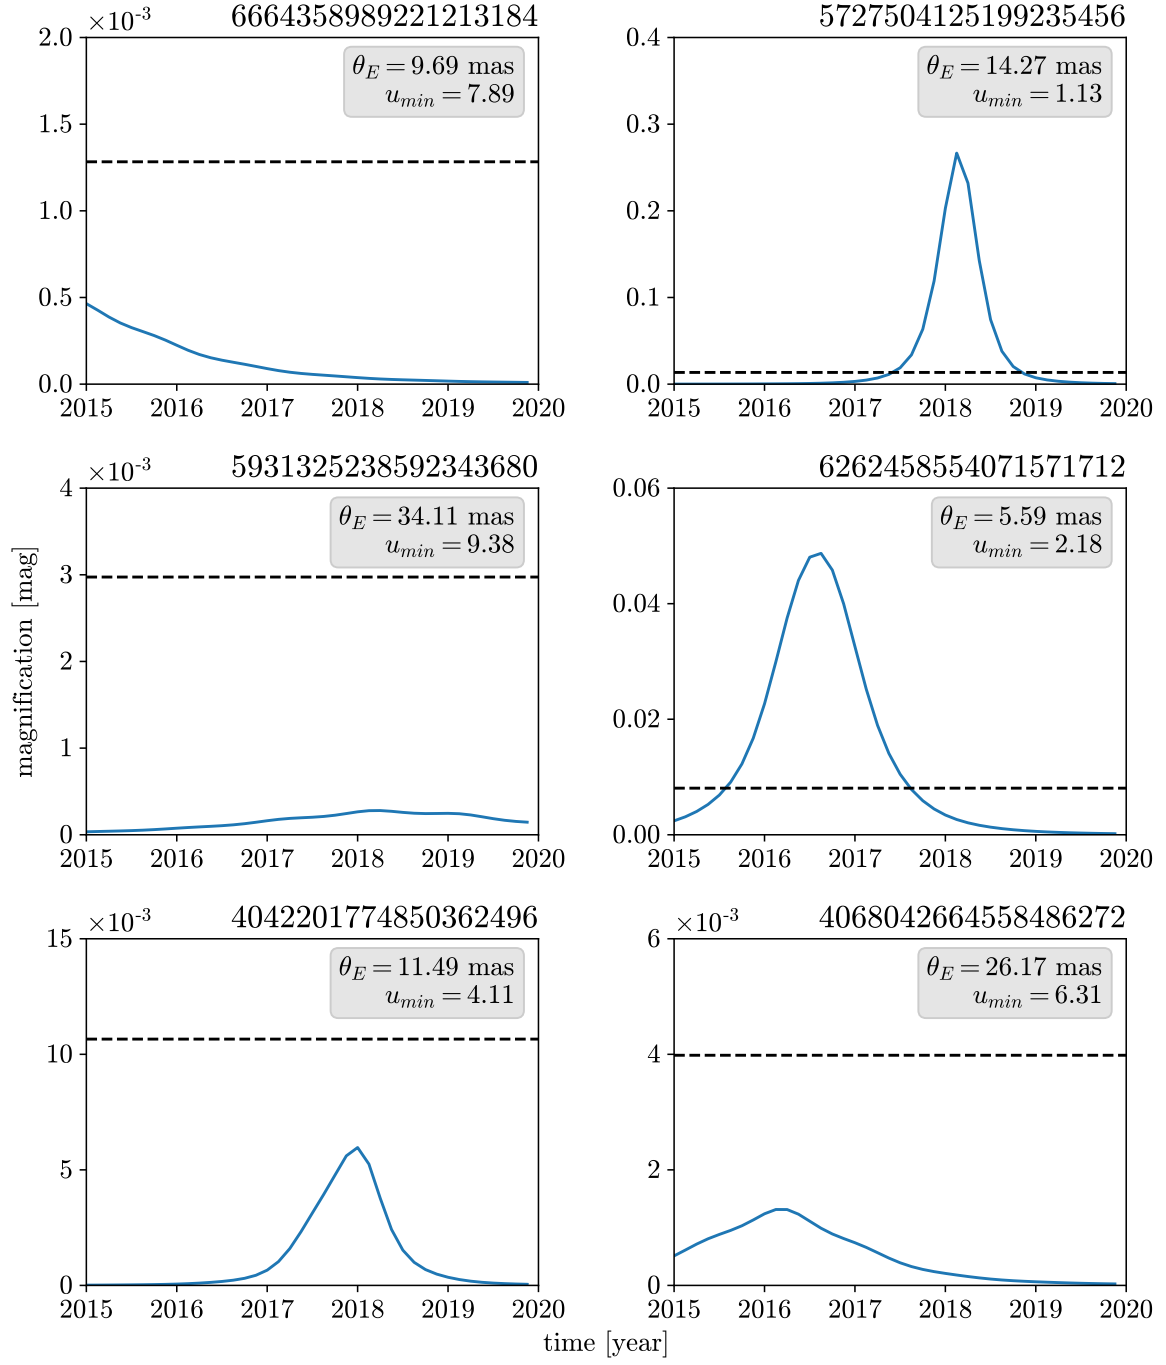 ×10⁻³ 6664358989221213184
2.0
1.5
1.0
0.5
0.0
θ_E = 9.69 mas
u_min = 7.89
2015 2016 2017 2018 2019 2020
5727504125199235456
0.4
0.3
0.2
0.1
0.0
θ_E = 14.27 mas
u_min = 1.13
2015 2016 2017 2018 2019 2020
×10⁻³ 5931325238592343680
4
3
2
1
0
θ_E = 34.11 mas
u_min = 9.38
2015 2016 2017 2018 2019 2020
6262458554071571712
0.06
0.04
0.02
0.00
θ_E = 5.59 mas
u_min = 2.18
2015 2016 2017 2018 2019 2020
magnification [mag]
×10⁻³ 4042201774850362496
15
10
5
0
θ_E = 11.49 mas
u_min = 4.11
2015 2016 2017 2018 2019 2020
×10⁻³ 4068042664558486272
6
4
2
0
θ_E = 26.17 mas
u_min = 6.31
2015 2016 2017 2018 2019 2020
time [year]